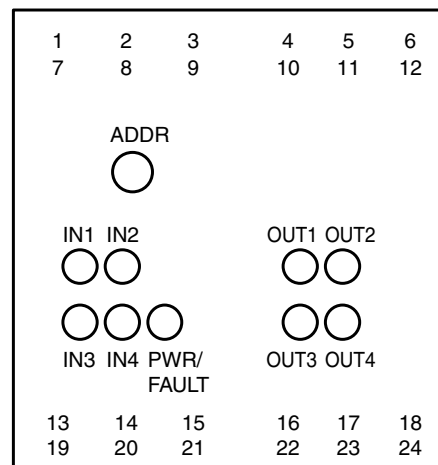 1 2 3 4 5 6
7 8 9 10 11 12
ADDR
IN1 IN2 OUT1 OUT2
IN3 IN4 PWR/ OUT3 OUT4
FAULT
13 14 15 16 17 18
19 20 21 22 23 24